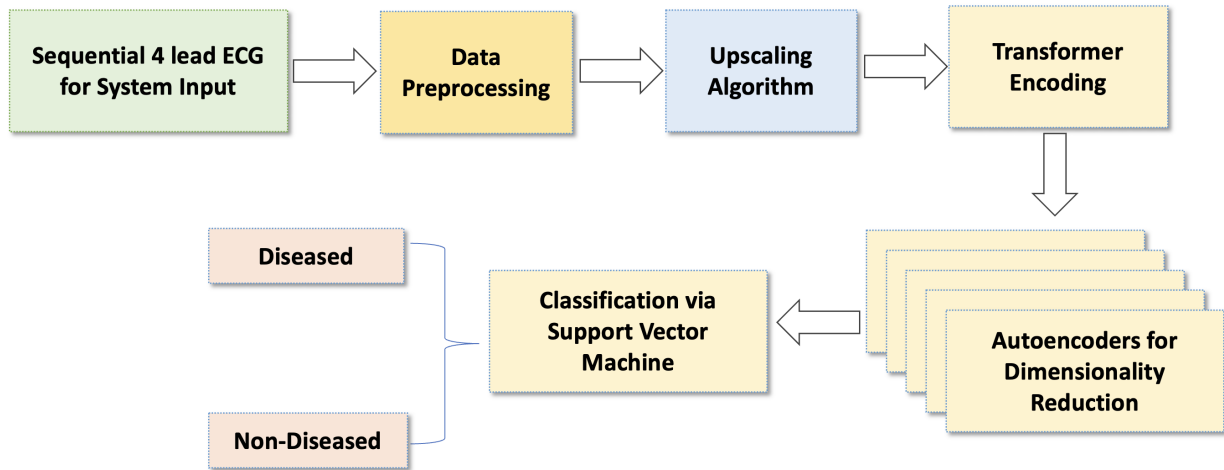 Sequential 4 lead ECG
for System Input
Data
Preprocessing
Upscaling
Algorithm
Transformer
Encoding
Autoencoders for
Dimensionality
Reduction
Classification via
Support Vector
Machine
Diseased
Non-Diseased